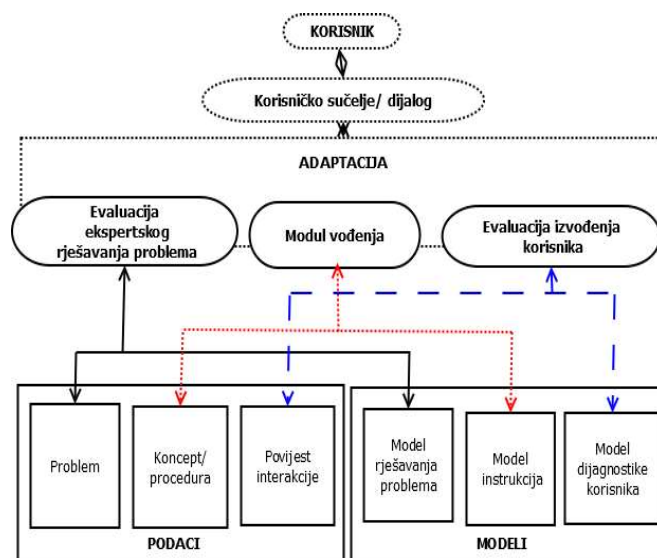 KORISNIK
Korisničko sučelje/ dijalog
ADAPTACIJA
Evaluacija
ekspertskog
rješavanja problema
Modul vođenja
Evaluacija izvođenja
korisnika
Problem
Koncept/
procedura
Povijest
interakcije
Model
rješavanja
problema
Model
instrukcija
Model
dijagnostike
korisnika
PODACI
MODELI